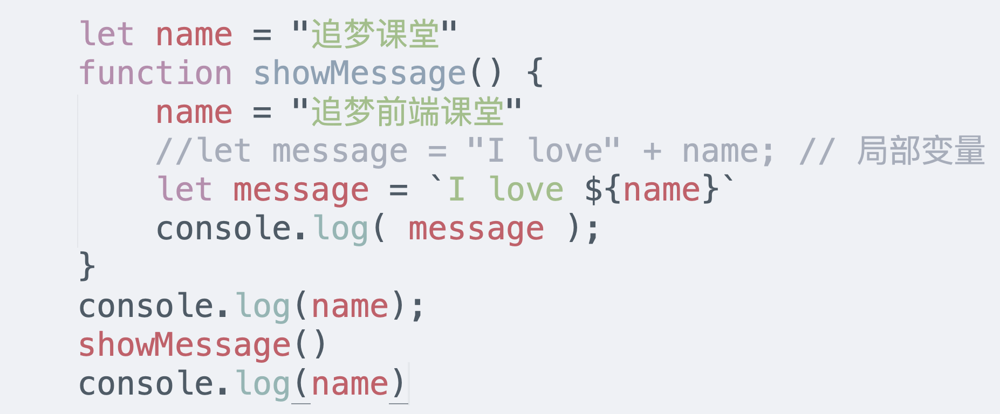 let name = "追梦课堂"
function showMessage() {
    name = "追梦前端课堂"
    //let message = "I love" + name; // 局部变量
    let message = `I love ${name}`
    console.log( message );
}
console.log(name);
showMessage()
console.log(name)